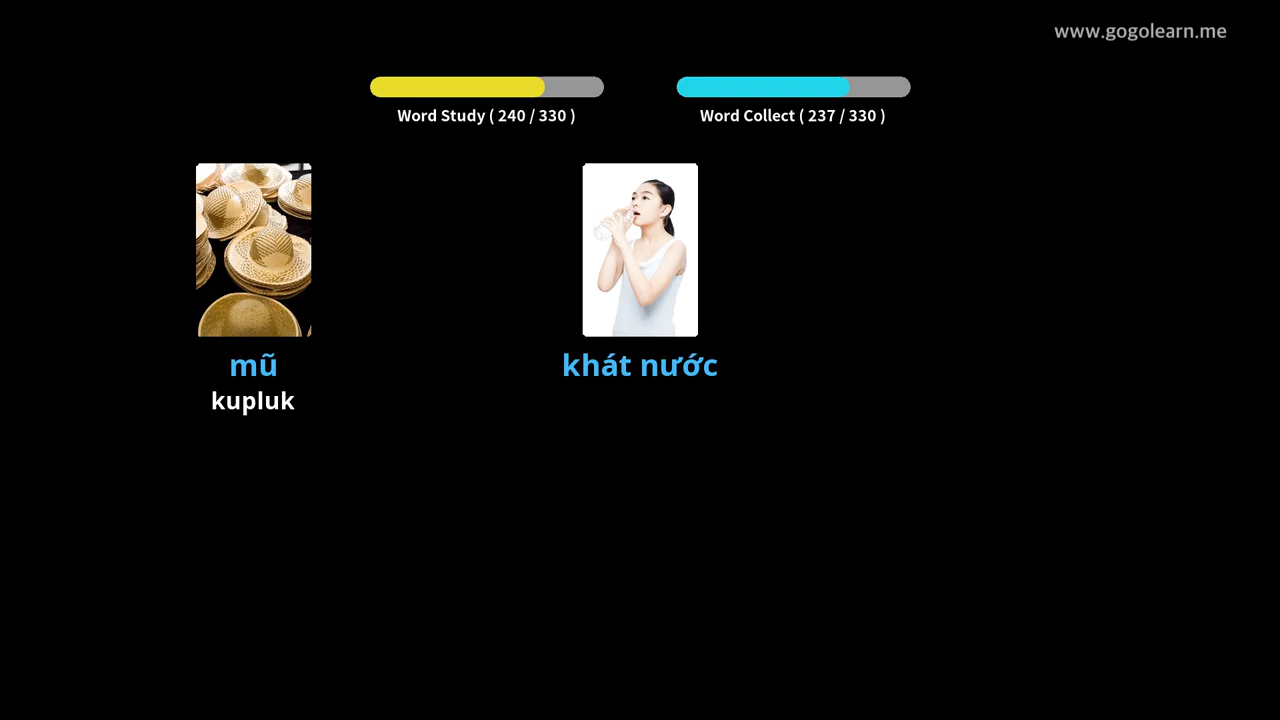 www.gogolearn.me
Word Study ( 240 / 330 )
Word Collect ( 237 / 330 )
mũ
kupluk
khát nước